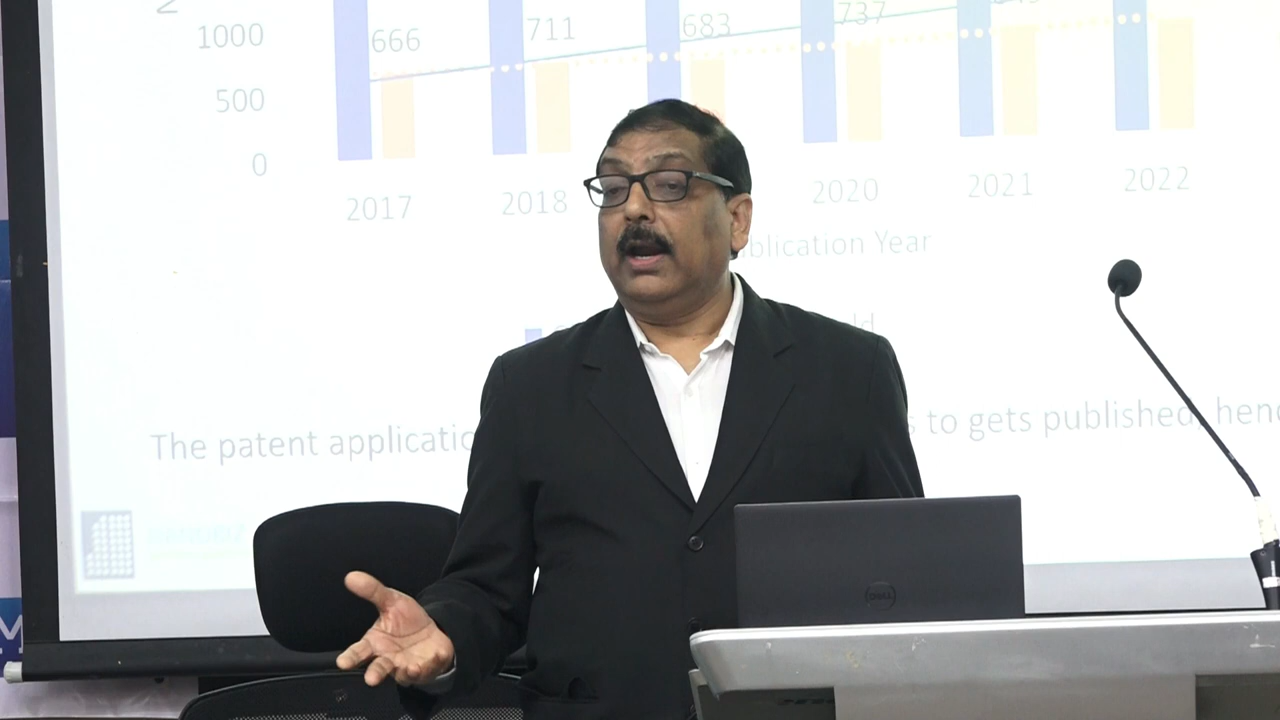 1000
500
0
666
711
683
737
2017
2018
2020
2021
2022
blication Year
The patent applicatio
s to gets published, henc
DELL
M